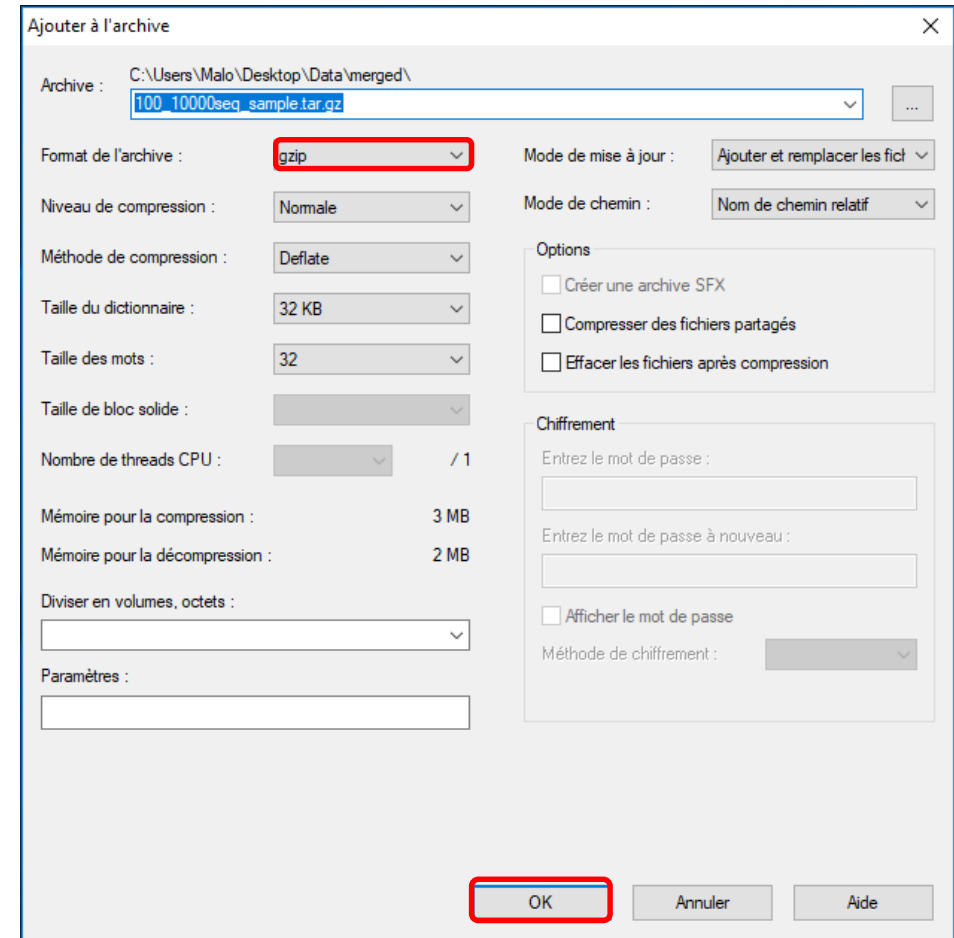 Ajouter à l'archive
Archive :
C:\Users\Malo\Desktop\Data\merged\
100_10000seq_sample.tar.gz
...
Format de l'archive :
gzip
Niveau de compression :
Normale
Méthode de compression :
Deflate
Taille du dictionnaire :
32 KB
Taille des mots :
32
Taille de bloc solide :
Nombre de threads CPU :
/ 1
Mémoire pour la compression :
3 MB
Mémoire pour la décompression :
2 MB
Diviser en volumes, octets :
Paramètres :
Mode de mise à jour :
Ajouter et remplacer les fich
Mode de chemin :
Nom de chemin relatif
Options
Créer une archive SFX
Compresser des fichiers partagés
Effacer les fichiers après compression
Chiffrement
Entrez le mot de passe :
Entrez le mot de passe à nouveau :
Afficher le mot de passe
Méthode de chiffrement :
OK
Annuler
Aide